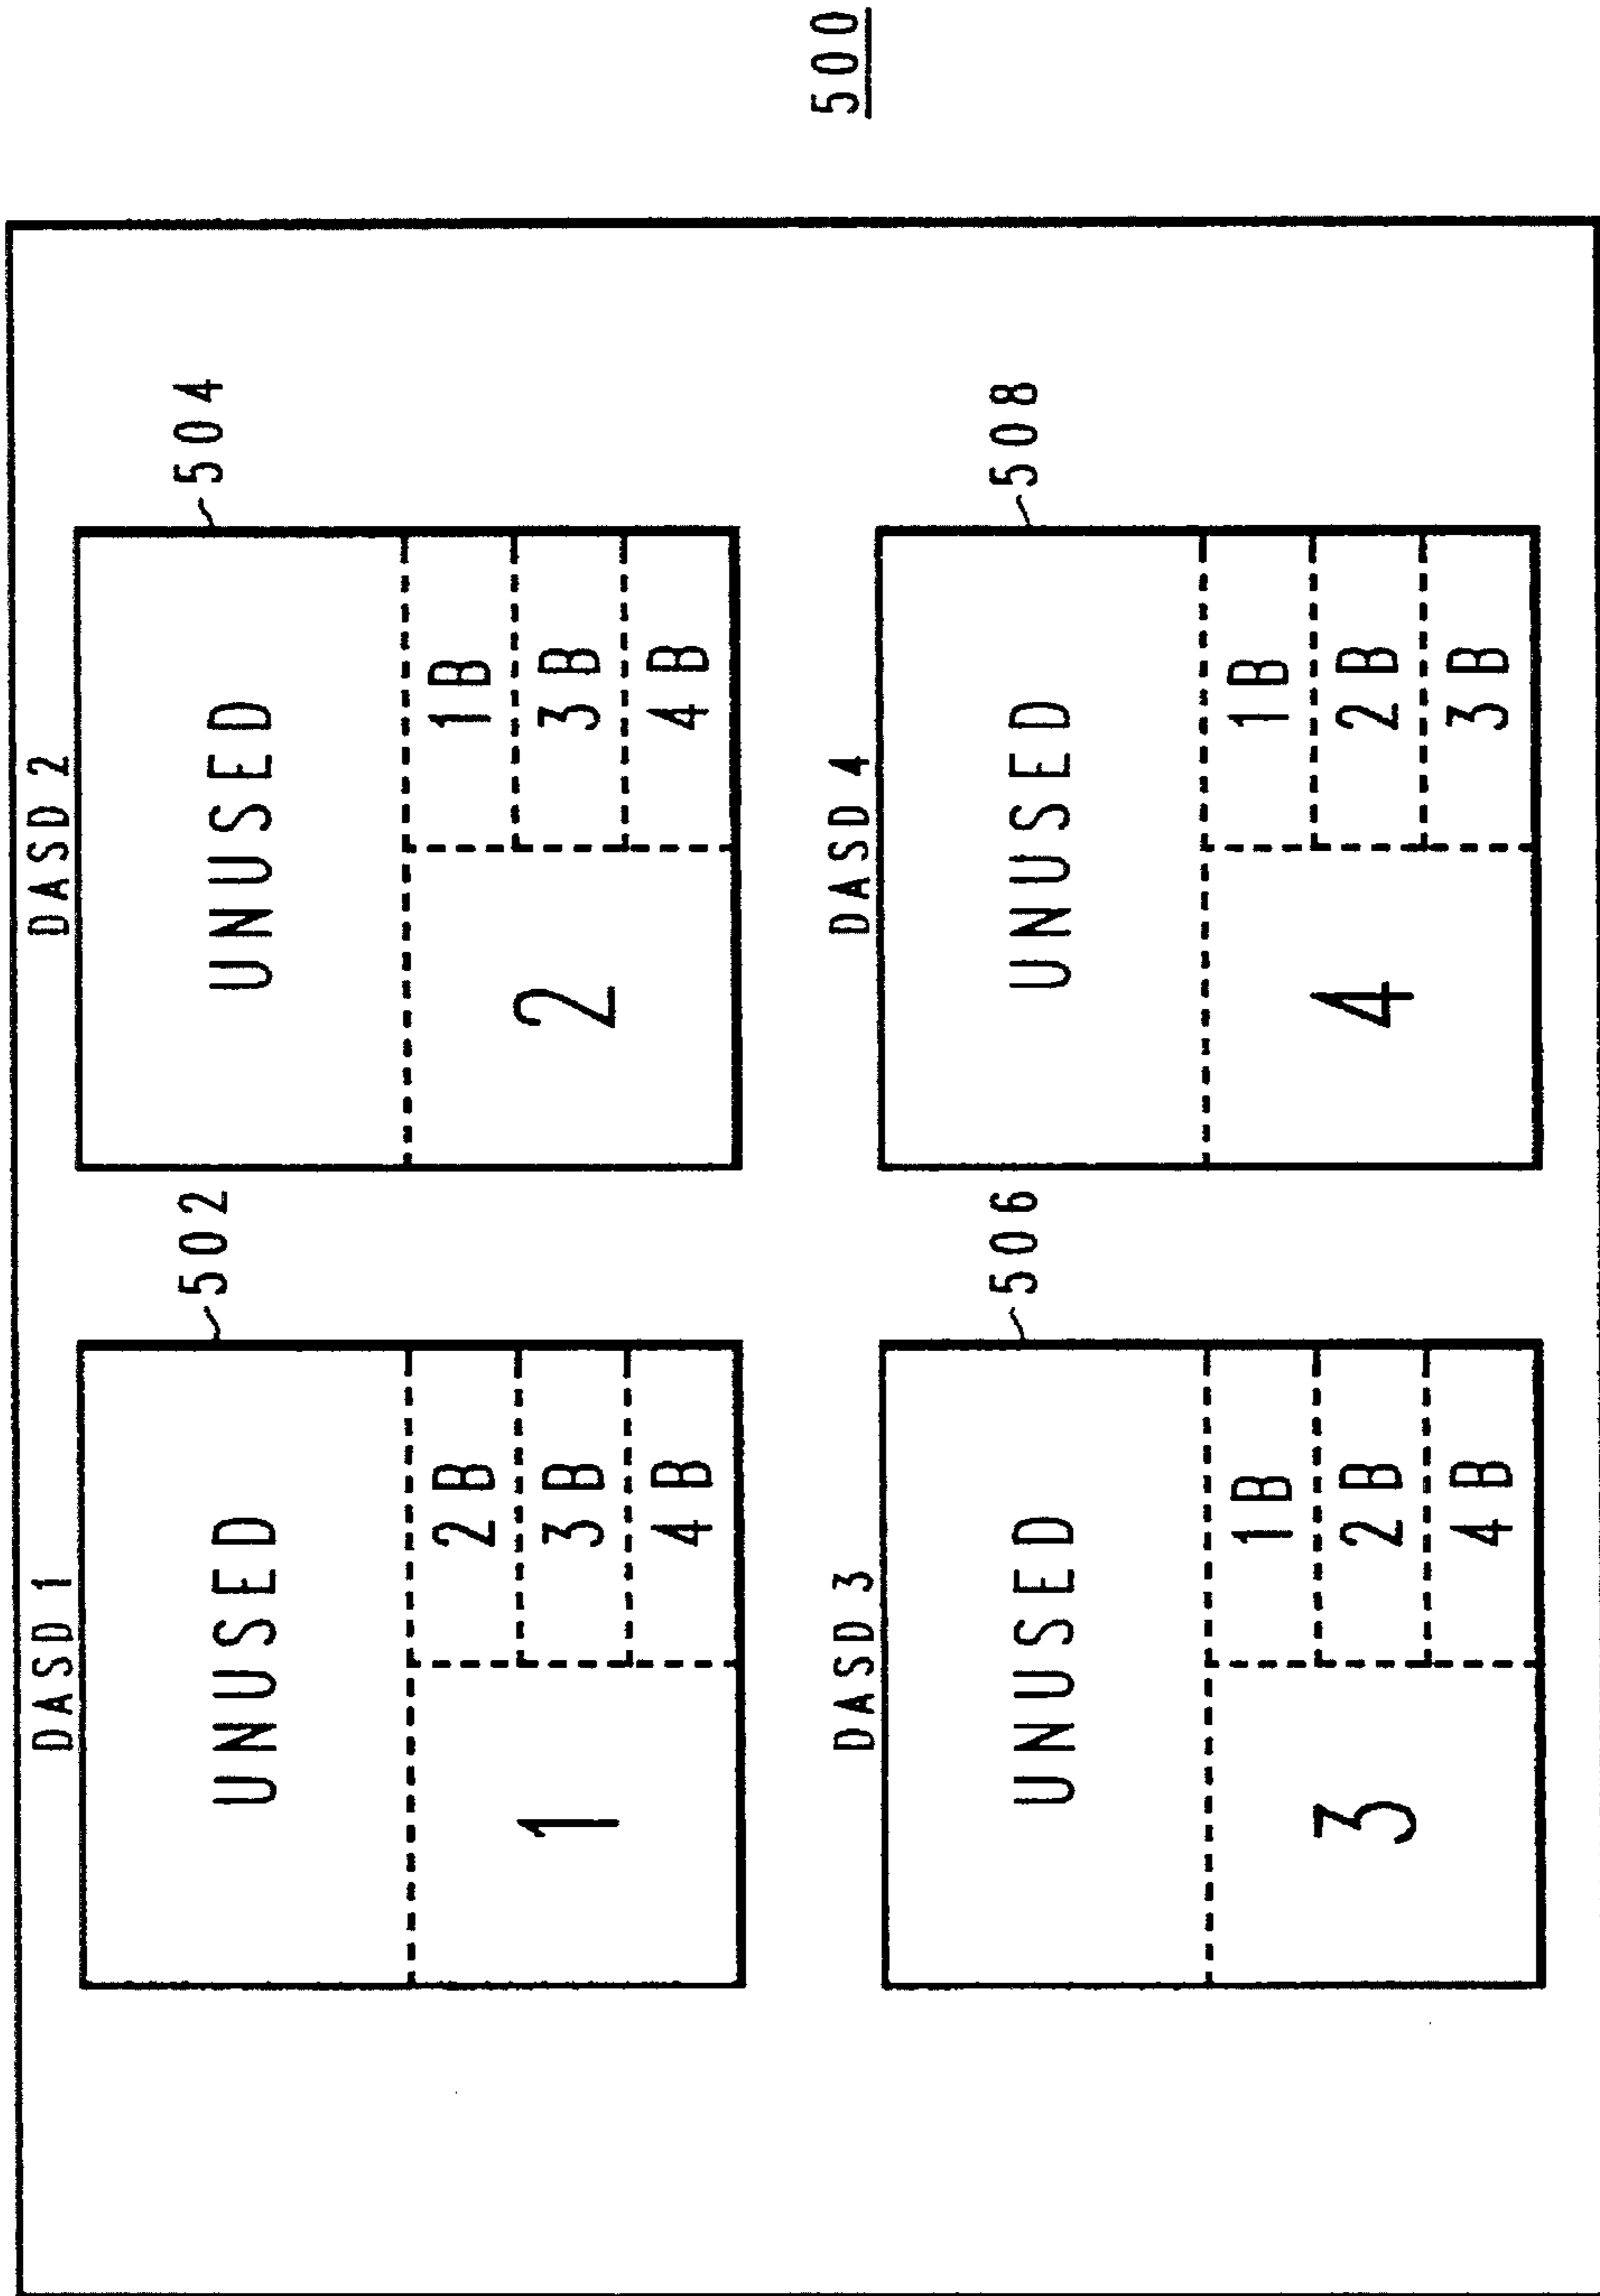 500
DASD 1
502
UNUSED
1
2B
3B
4B
DASD 2
504
UNUSED
2
1B
3B
4B
DASD 3
506
UNUSED
3
1B
2B
4B
DASD 4
508
UNUSED
4
1B
2B
3B